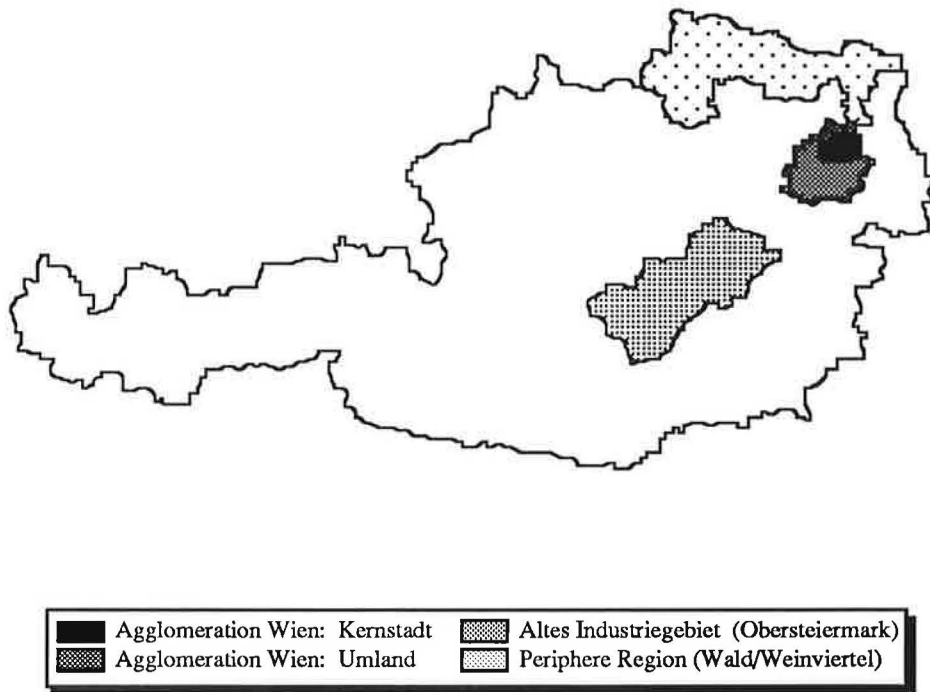 Agglomeration Wien: Kernstadt
Agglomeration Wien: Umland
Altes Industriegebiet (Obersteiermark)
Periphere Region (Wald/Weinviertel)